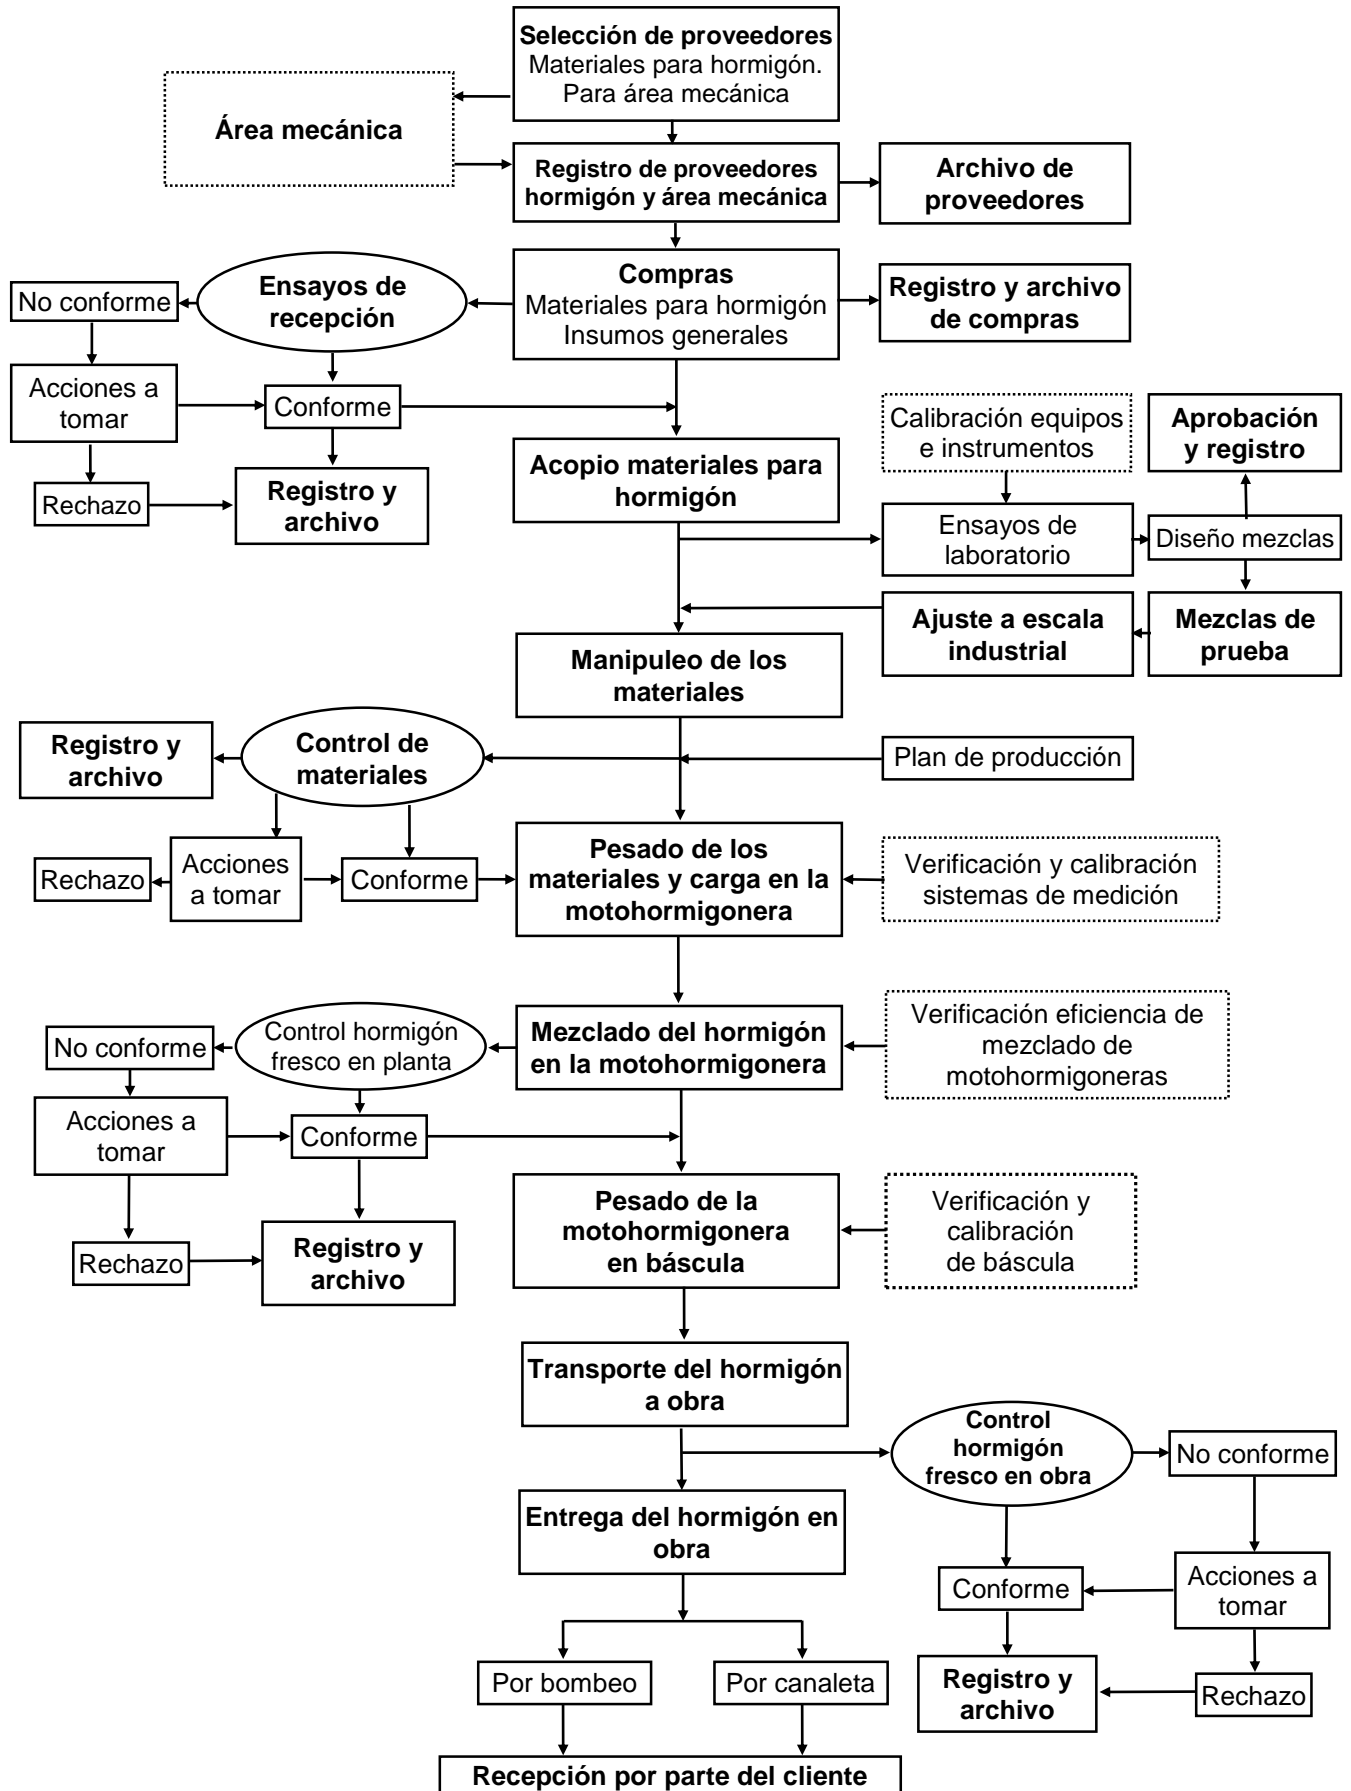 Selección de proveedores
Materiales para hormigón.
Para área mecánica
Área mecánica
Registro de proveedores
hormigón y área mecánica
Archivo de
proveedores
Compras
Materiales para hormigón
Insumos generales
Registro y archivo
de compras
Ensayos de
recepción
No conforme
Acciones a
tomar
Conforme
Rechazo
Registro y
archivo
Acopio materiales para
hormigón
Calibración equipos
e instrumentos
Aprobación
y registro
Ensayos de
laboratorio
Diseño mezclas
Ajuste a escala
industrial
Mezclas de
prueba
Manipuleo de los
materiales
Registro y
archivo
Control de
materiales
Plan de producción
Rechazo
Acciones
a tomar
Conforme
Pesado de los
materiales y carga en la
motohormigonera
Verificación y calibración
sistemas de medición
No conforme
Control hormigón
fresco en planta
Mezclado del hormigón
en la motohormigonera
Verificación eficiencia de
mezclado de
motohormigoneras
Acciones a
tomar
Conforme
Rechazo
Registro y
archivo
Pesado de la
motohormigonera
en báscula
Verificación y
calibración
de báscula
Transporte del hormigón
a obra
Control
hormigón
fresco en obra
No conforme
Entrega del hormigón en
obra
Conforme
Acciones a
tomar
Por bombeo
Por canaleta
Registro y
archivo
Rechazo
Recepción por parte del cliente